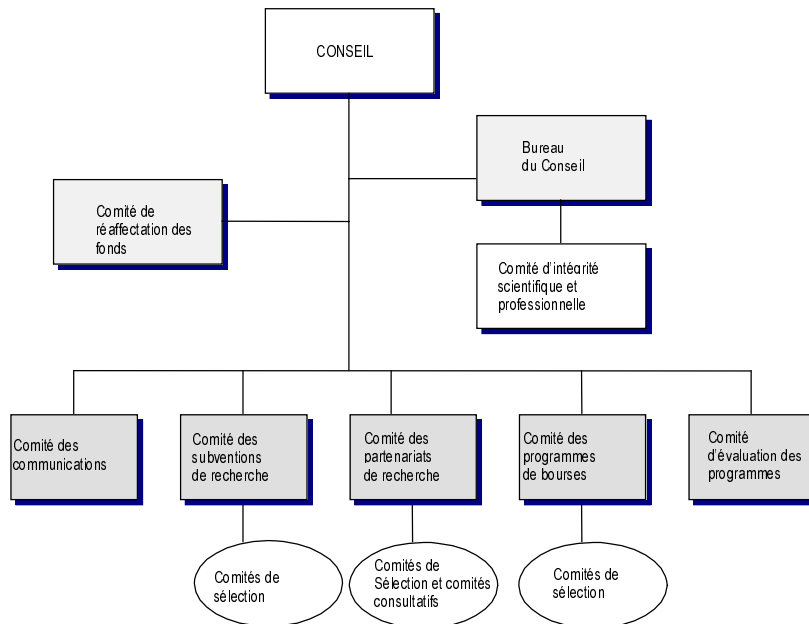 CONSEIL
Bureau
du Conseil
Comité de
réaffectation des
fonds
Comité d'intégrité
scientifique et
professionnelle
Comité des
communications
Comité des
subventions
de recherche
Comité des
partenariats
de recherche
Comité des
programmes
de bourses
Comité
d'évaluation des
programmes
Comités de
sélection
Comités de
Sélection et comités
consultatifs
Comités de
sélection